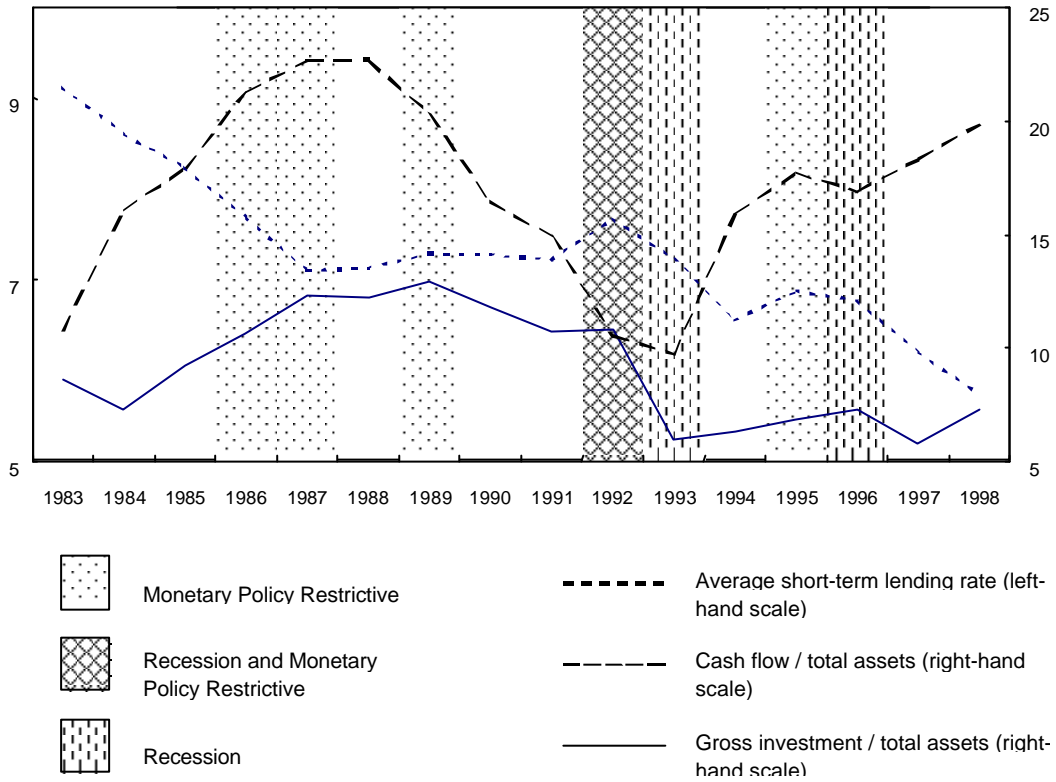 25
9
20
7
15
10
5
5
1983 1984 1985 1986 1987 1988 1989 1990 1991 1992 1993 1994 1995 1996 1997 1998
Monetary Policy Restrictive
Recession and Monetary
Policy Restrictive
Recession
Average short-term lending rate (left-
hand scale)
Cash flow / total assets (right-hand
scale)
Gross investment / total assets (right-
hand scale)